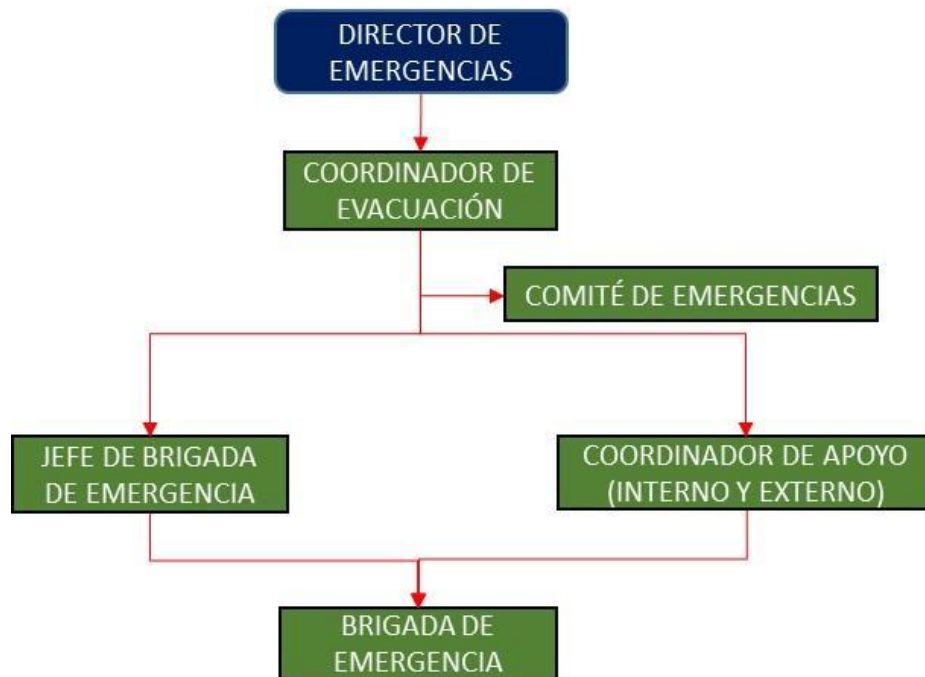 DIRECTOR DE
EMERGENCIAS
COORDINADOR DE
EVACUACIÓN
COMITÉ DE EMERGENCIAS
JEFE DE BRIGADA
DE EMERGENCIA
COORDINADOR DE APOYO
(INTERNO Y EXTERNO)
BRIGADA DE
EMERGENCIA